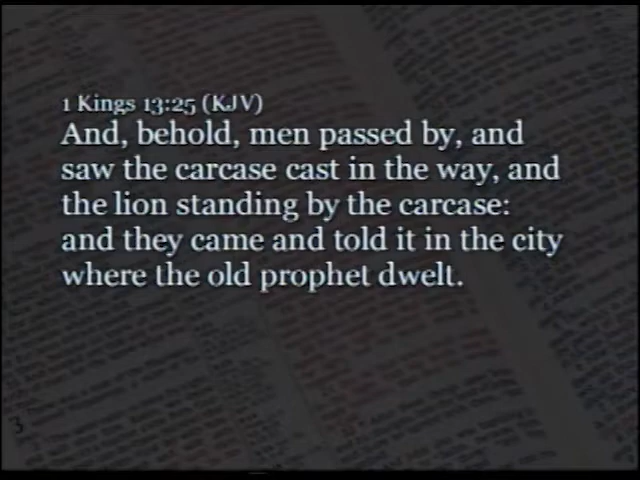 1 Kings 13:25 (KJV)
And, behold, men passed by, and
saw the carcase cast in the way, and
the lion standing by the carcase:
and they came and told it in the city
where the old prophet dwelt.
3